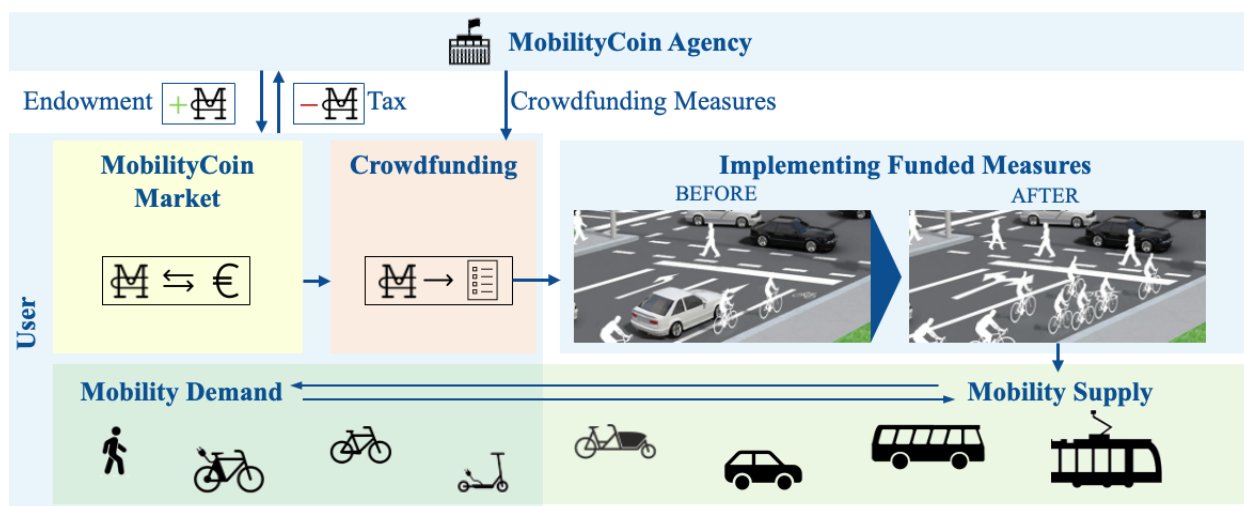 MobilityCoin Agency
Endowment
+
−
Tax
Crowdfunding Measures
MobilityCoin
Market
Crowdfunding
Implementing Funded Measures
BEFORE
AFTER
€
User
Mobility Demand
Mobility Supply